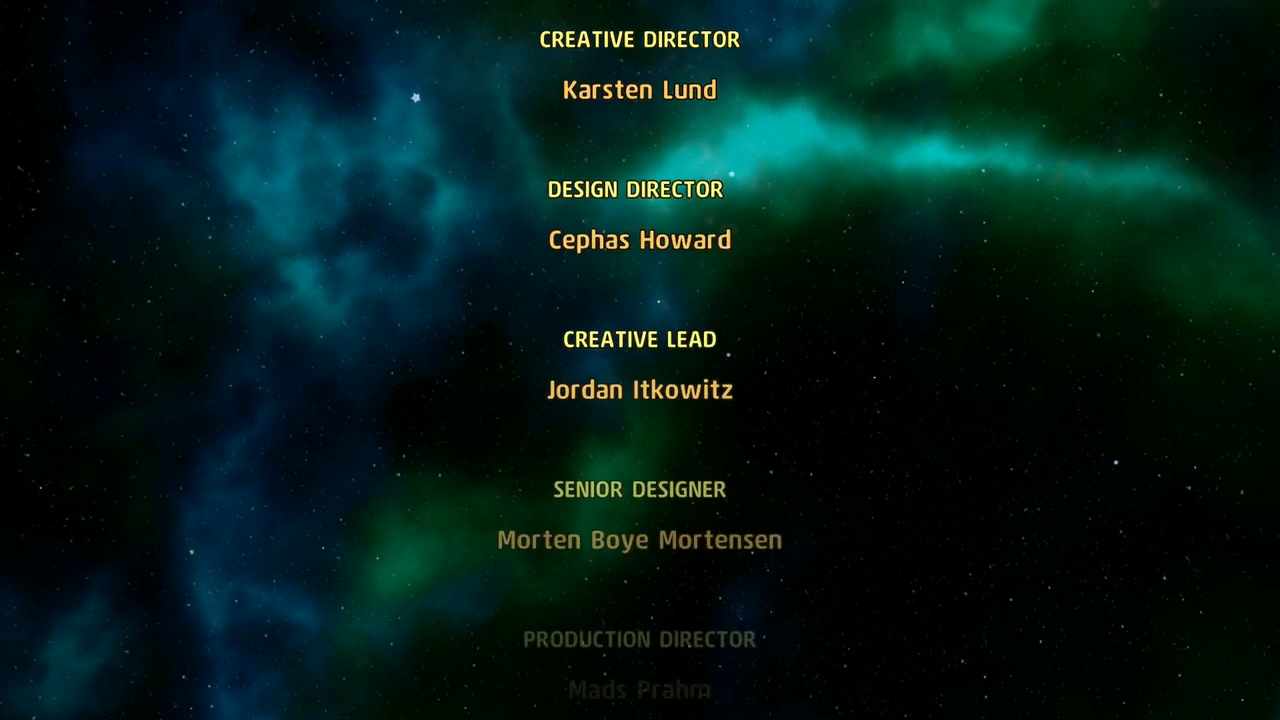 CREATIVE DIRECTOR
Karsten Lund
DESIGN DIRECTOR
Cephas Howard
CREATIVE LEAD
Jordan Itkowitz
SENIOR DESIGNER
Morten Boye Mortensen
PRODUCTION DIRECTOR
Mads Prahm